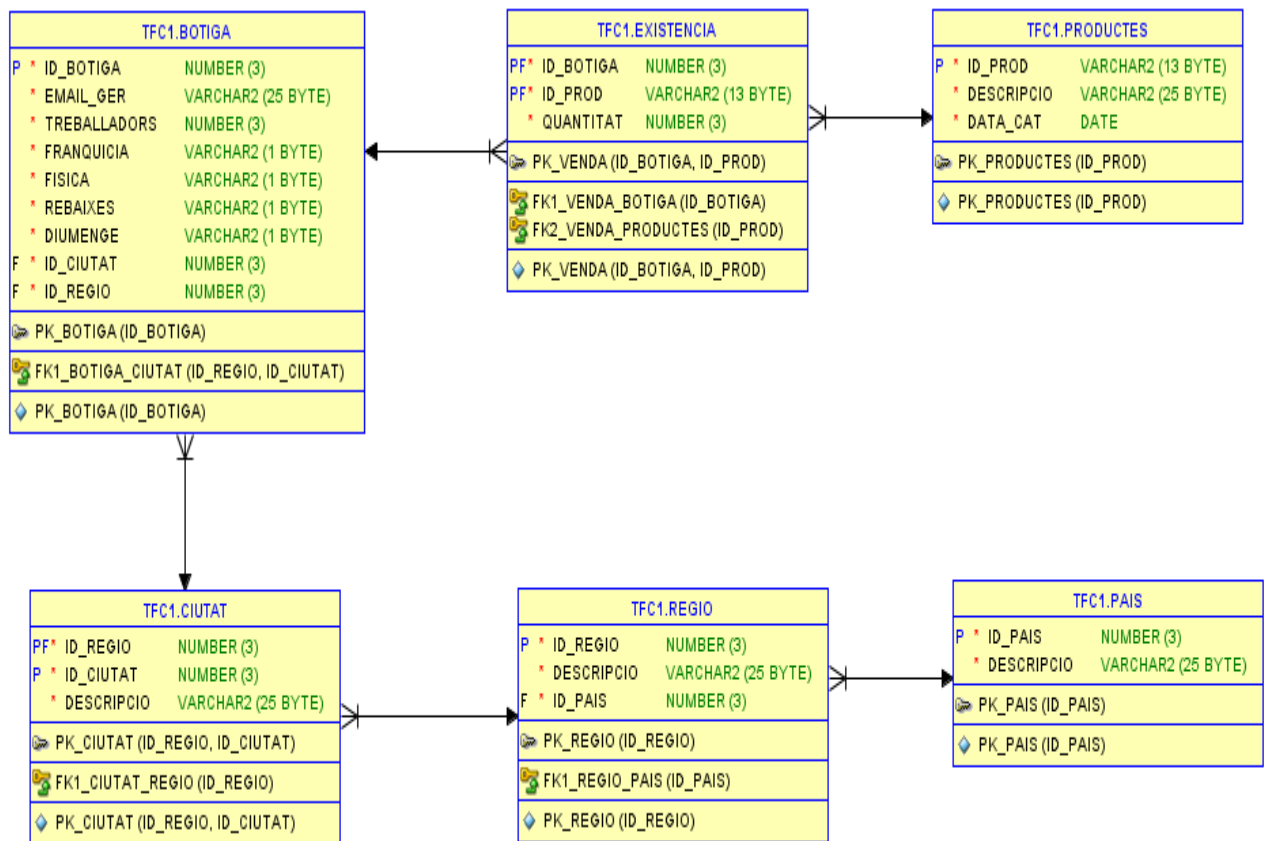 TFC1.BOTIGA
P * ID_BOTIGA NUMBER (3)
* EMAIL_GER VARCHAR2 (25 BYTE)
* TREBALLADORS NUMBER (3)
* FRANQUICIA VARCHAR2 (1 BYTE)
* FISICA VARCHAR2 (1 BYTE)
* REBAIXES VARCHAR2 (1 BYTE)
* DIUMENGE VARCHAR2 (1 BYTE)
F * ID_CIUTAT NUMBER (3)
F * ID_REGIO NUMBER (3)
PK_BOTIGA (ID_BOTIGA)
FK1_BOTIGA_CIUTAT (ID_REGIO, ID_CIUTAT)
PK_BOTIGA (ID_BOTIGA)
TFC1.EXISTENCIA
PF* ID_BOTIGA NUMBER (3)
PF* ID_PROD VARCHAR2 (13 BYTE)
* QUANTITAT NUMBER (3)
PK_VENDA (ID_BOTIGA, ID_PROD)
FK1_VENDA_BOTIGA (ID_BOTIGA)
FK2_VENDA_PRODUCTES (ID_PROD)
PK_VENDA (ID_BOTIGA, ID_PROD)
TFC1.PRODUCTES
P * ID_PROD VARCHAR2 (13 BYTE)
* DESCRIPCIO VARCHAR2 (25 BYTE)
* DATA_CAT DATE
PK_PRODUCTES (ID_PROD)
PK_PRODUCTES (ID_PROD)
TFC1.CIUTAT
PF* ID_REGIO NUMBER (3)
P * ID_CIUTAT NUMBER (3)
* DESCRIPCIO VARCHAR2 (25 BYTE)
PK_CIUTAT (ID_REGIO, ID_CIUTAT)
FK1_CIUTAT_REGIO (ID_REGIO)
PK_CIUTAT (ID_REGIO, ID_CIUTAT)
TFC1.REGIO
P * ID_REGIO NUMBER (3)
* DESCRIPCIO VARCHAR2 (25 BYTE)
F * ID_PAIS NUMBER (3)
PK_REGIO (ID_REGIO)
FK1_REGIO_PAIS (ID_PAIS)
PK_REGIO (ID_REGIO)
TFC1.PAIS
P * ID_PAIS NUMBER (3)
* DESCRIPCIO VARCHAR2 (25 BYTE)
PK_PAIS (ID_PAIS)
PK_PAIS (ID_PAIS)